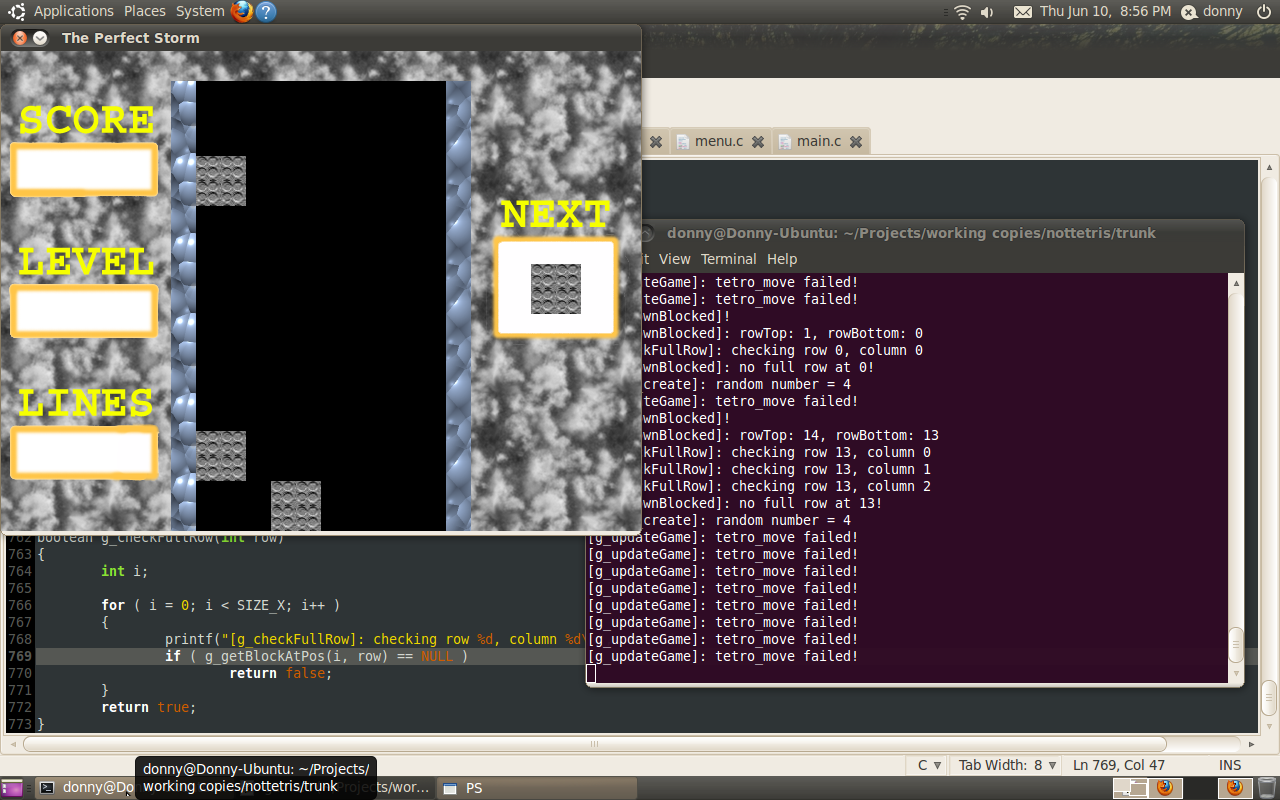 Applications Places System
Thu Jun 10, 8:56 PM donny
The Perfect Storm
SCORE
LEVEL
LINES
NEXT
menu.c main.c
donny@Donny-Ubuntu: ~/Projects/working copies/nottetris/trunk
View Terminal Help
teGame]: tetro_move failed!
teGame]: tetro_move failed!
wnBlocked]!
wnBlocked]: rowTop: 1, rowBottom: 0
kFullRow]: checking row 0, column 0
wnBlocked]: no full row at 0!
create]: random number = 4
teGame]: tetro_move failed!
wnBlocked]!
wnBlocked]: rowTop: 14, rowBottom: 13
kFullRow]: checking row 13, column 0
kFullRow]: checking row 13, column 1
kFullRow]: checking row 13, column 2
wnBlocked]: no full row at 13!
create]: random number = 4
[g_updateGame]: tetro_move failed!
[g_updateGame]: tetro_move failed!
[g_updateGame]: tetro_move failed!
[g_updateGame]: tetro_move failed!
[g_updateGame]: tetro_move failed!
[g_updateGame]: tetro_move failed!
[g_updateGame]: tetro_move failed!
[g_updateGame]: tetro_move failed!
762 boolean g_checkFullRow(int row)
763 {
764 int i;
765
766 for ( i = 0; i < SIZE_X; i++ )
767 {
768 printf("[g_checkFullRow]: checking row %d, column %d\
769 if ( g_getBlockAtPos(i, row) == NULL )
770 return false;
771 }
772 return true;
773 }
C Tab Width: 8 Ln 769, Col 47 INS
donny@Do
donny@Donny-Ubuntu: ~/Projects/
working copies/nottetris/trunk
Projects/wor...
PS